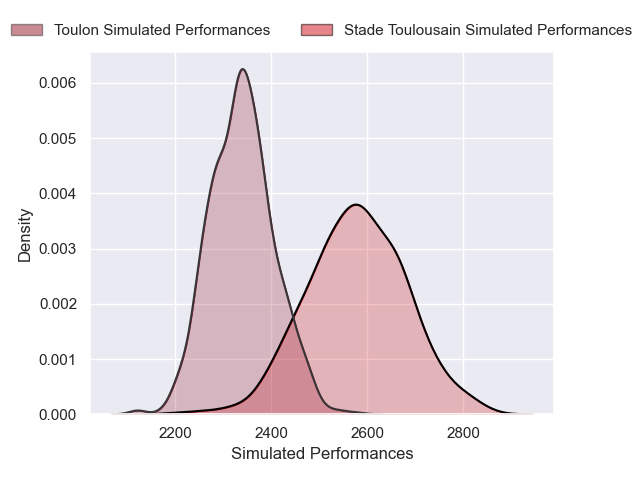 Toulon Simulated Performances
Stade Toulousain Simulated Performances
0.006
0.005
0.004
0.003
0.002
0.001
0.000
Density
2200
2400
2600
2800
Simulated Performances